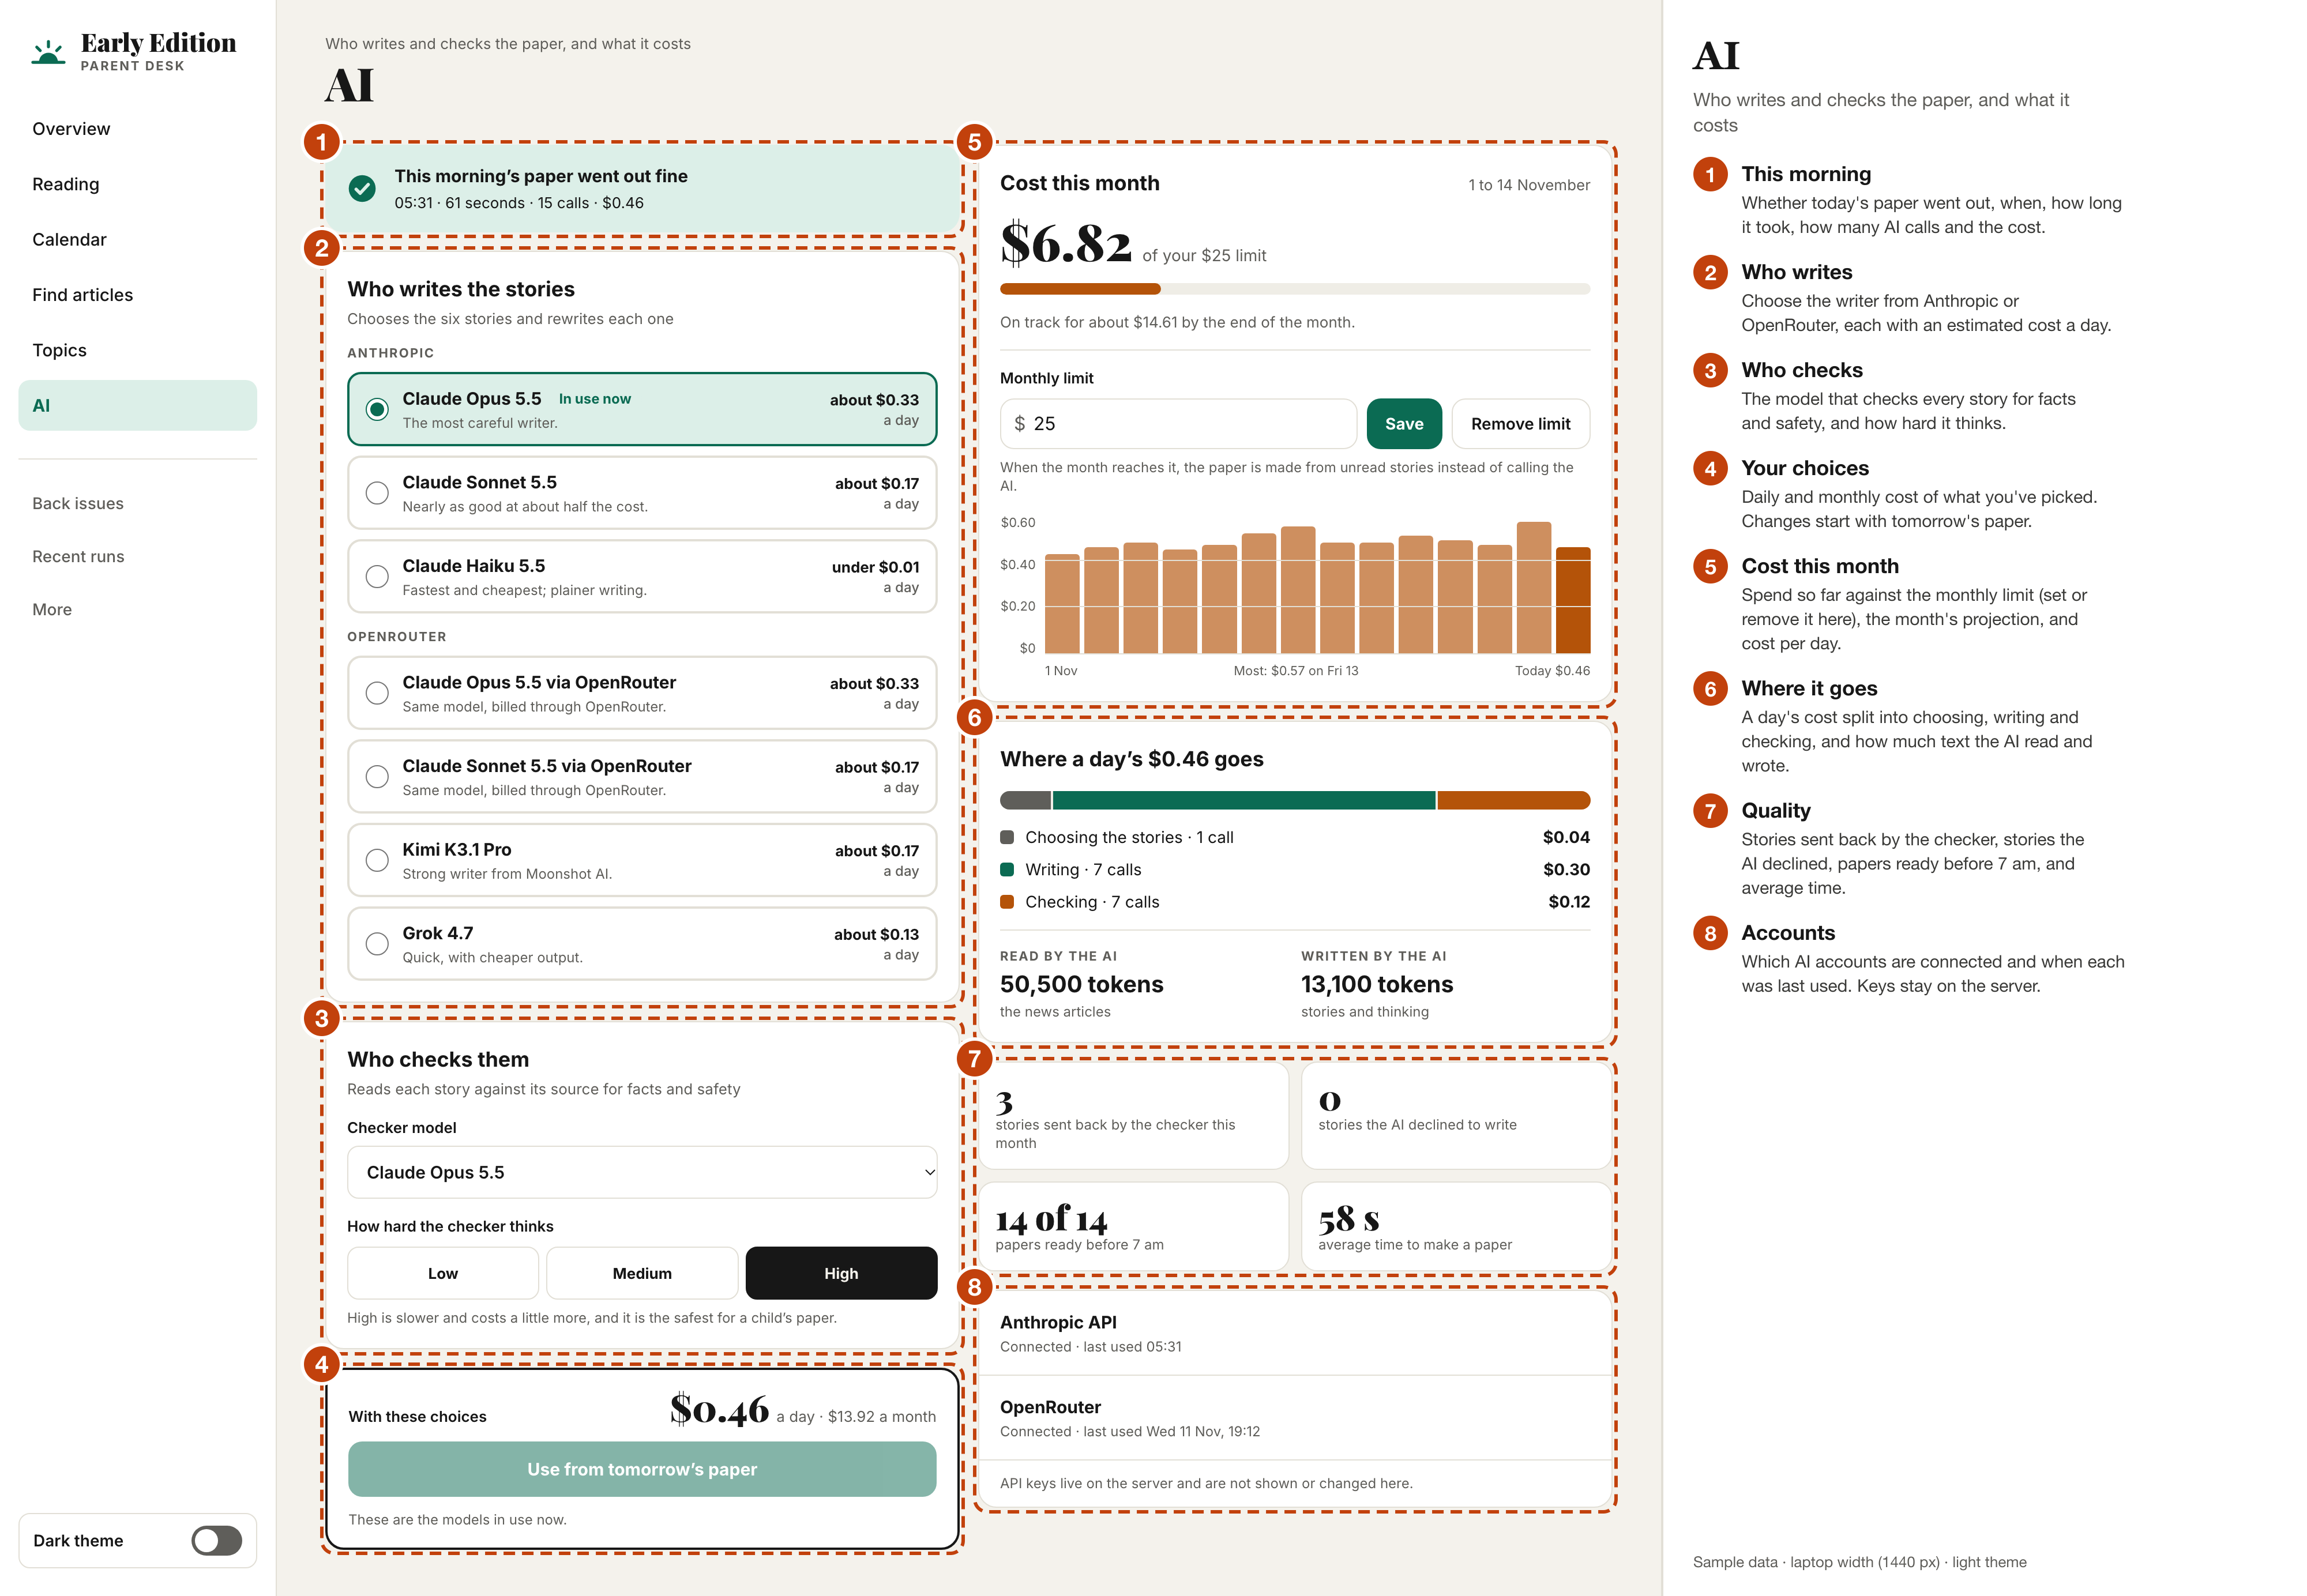 Early Edition
PARENT DESK
Overview
Reading
Calendar
Find articles
Topics
AI
Back issues
Recent runs
More
Dark theme
Who writes and checks the paper, and what it costs
AI
1
This morning’s paper went out fine
05:31 · 61 seconds · 15 calls · $0.46
2
Who writes the stories
Chooses the six stories and rewrites each one
ANTHROPIC
Claude Opus 5.5 In use now about $0.33
The most careful writer. a day
Claude Sonnet 5.5 about $0.17
Nearly as good at about half the cost. a day
Claude Haiku 5.5 under $0.01
Fastest and cheapest; plainer writing. a day
OPENROUTER
Claude Opus 5.5 via OpenRouter about $0.33
Same model, billed through OpenRouter. a day
Claude Sonnet 5.5 via OpenRouter about $0.17
Same model, billed through OpenRouter. a day
Kimi K3.1 Pro about $0.17
Strong writer from Moonshot AI. a day
Grok 4.7 about $0.13
Quick, with cheaper output. a day
3
Who checks them
Reads each story against its source for facts and safety
Checker model
Claude Opus 5.5
How hard the checker thinks
Low Medium High
High is slower and costs a little more, and it is the safest for a child’s paper.
4
With these choices $0.46 a day · $13.92 a month
Use from tomorrow’s paper
These are the models in use now.
5
Cost this month 1 to 14 November
$6.82 of your $25 limit
On track for about $14.61 by the end of the month.
Monthly limit
$ 25 Save Remove limit
When the month reaches it, the paper is made from unread stories instead of calling the
AI.
$0.60
$0.40
$0.20
$0
1 Nov Most: $0.57 on Fri 13 Today $0.46
6
Where a day’s $0.46 goes
Choosing the stories · 1 call $0.04
Writing · 7 calls $0.30
Checking · 7 calls $0.12
READ BY THE AI WRITTEN BY THE AI
50,500 tokens 13,100 tokens
the news articles stories and thinking
7
3
stories sent back by the checker this
month
0
stories the AI declined to write
14 of 14
papers ready before 7 am
58 s
average time to make a paper
8
Anthropic API
Connected · last used 05:31
OpenRouter
Connected · last used Wed 11 Nov, 19:12
API keys live on the server and are not shown or changed here.
AI
Who writes and checks the paper, and what it
costs
1 This morning
Whether today's paper went out, when, how long
it took, how many AI calls and the cost.
2 Who writes
Choose the writer from Anthropic or
OpenRouter, each with an estimated cost a day.
3 Who checks
The model that checks every story for facts
and safety, and how hard it thinks.
4 Your choices
Daily and monthly cost of what you've picked.
Changes start with tomorrow's paper.
5 Cost this month
Spend so far against the monthly limit (set or
remove it here), the month's projection, and
cost per day.
6 Where it goes
A day's cost split into choosing, writing and
checking, and how much text the AI read and
wrote.
7 Quality
Stories sent back by the checker, stories the
AI declined, papers ready before 7 am, and
average time.
8 Accounts
Which AI accounts are connected and when each
was last used. Keys stay on the server.
Sample data · laptop width (1440 px) · light theme